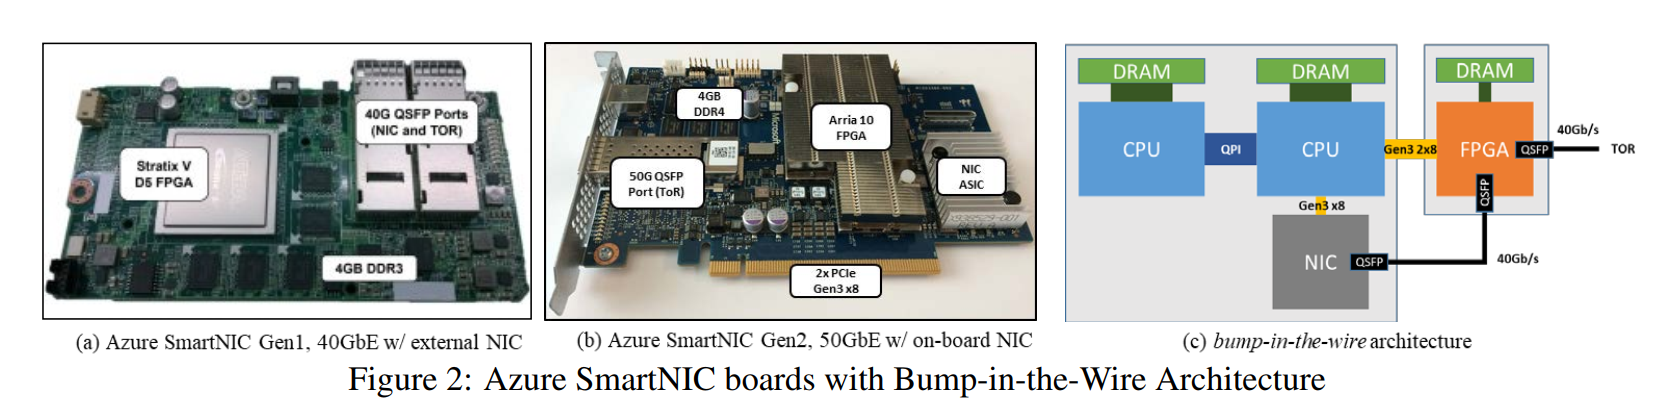 40G QSFP Ports
(NIC and TOR)
Stratix V
D5 FPGA
4GB DDR3
(a) Azure SmartNIC Gen1, 40GbE w/ external NIC
4GB
DDR4
Microsoft
Arria 10
FPGA
50G QSFP
Port (ToR)
NIC
ASIC
X938529-001
2x PCIe
Gen3 x8
(b) Azure SmartNIC Gen2, 50GbE w/ on-board NIC
DRAM
DRAM
DRAM
CPU
QPI
CPU
Gen3 2x8
FPGA
QSFP
40Gb/s
TOR
QSFP
Gen3 x8
NIC
QSFP
40Gb/s
(c) bump-in-the-wire architecture
Figure 2: Azure SmartNIC boards with Bump-in-the-Wire Architecture